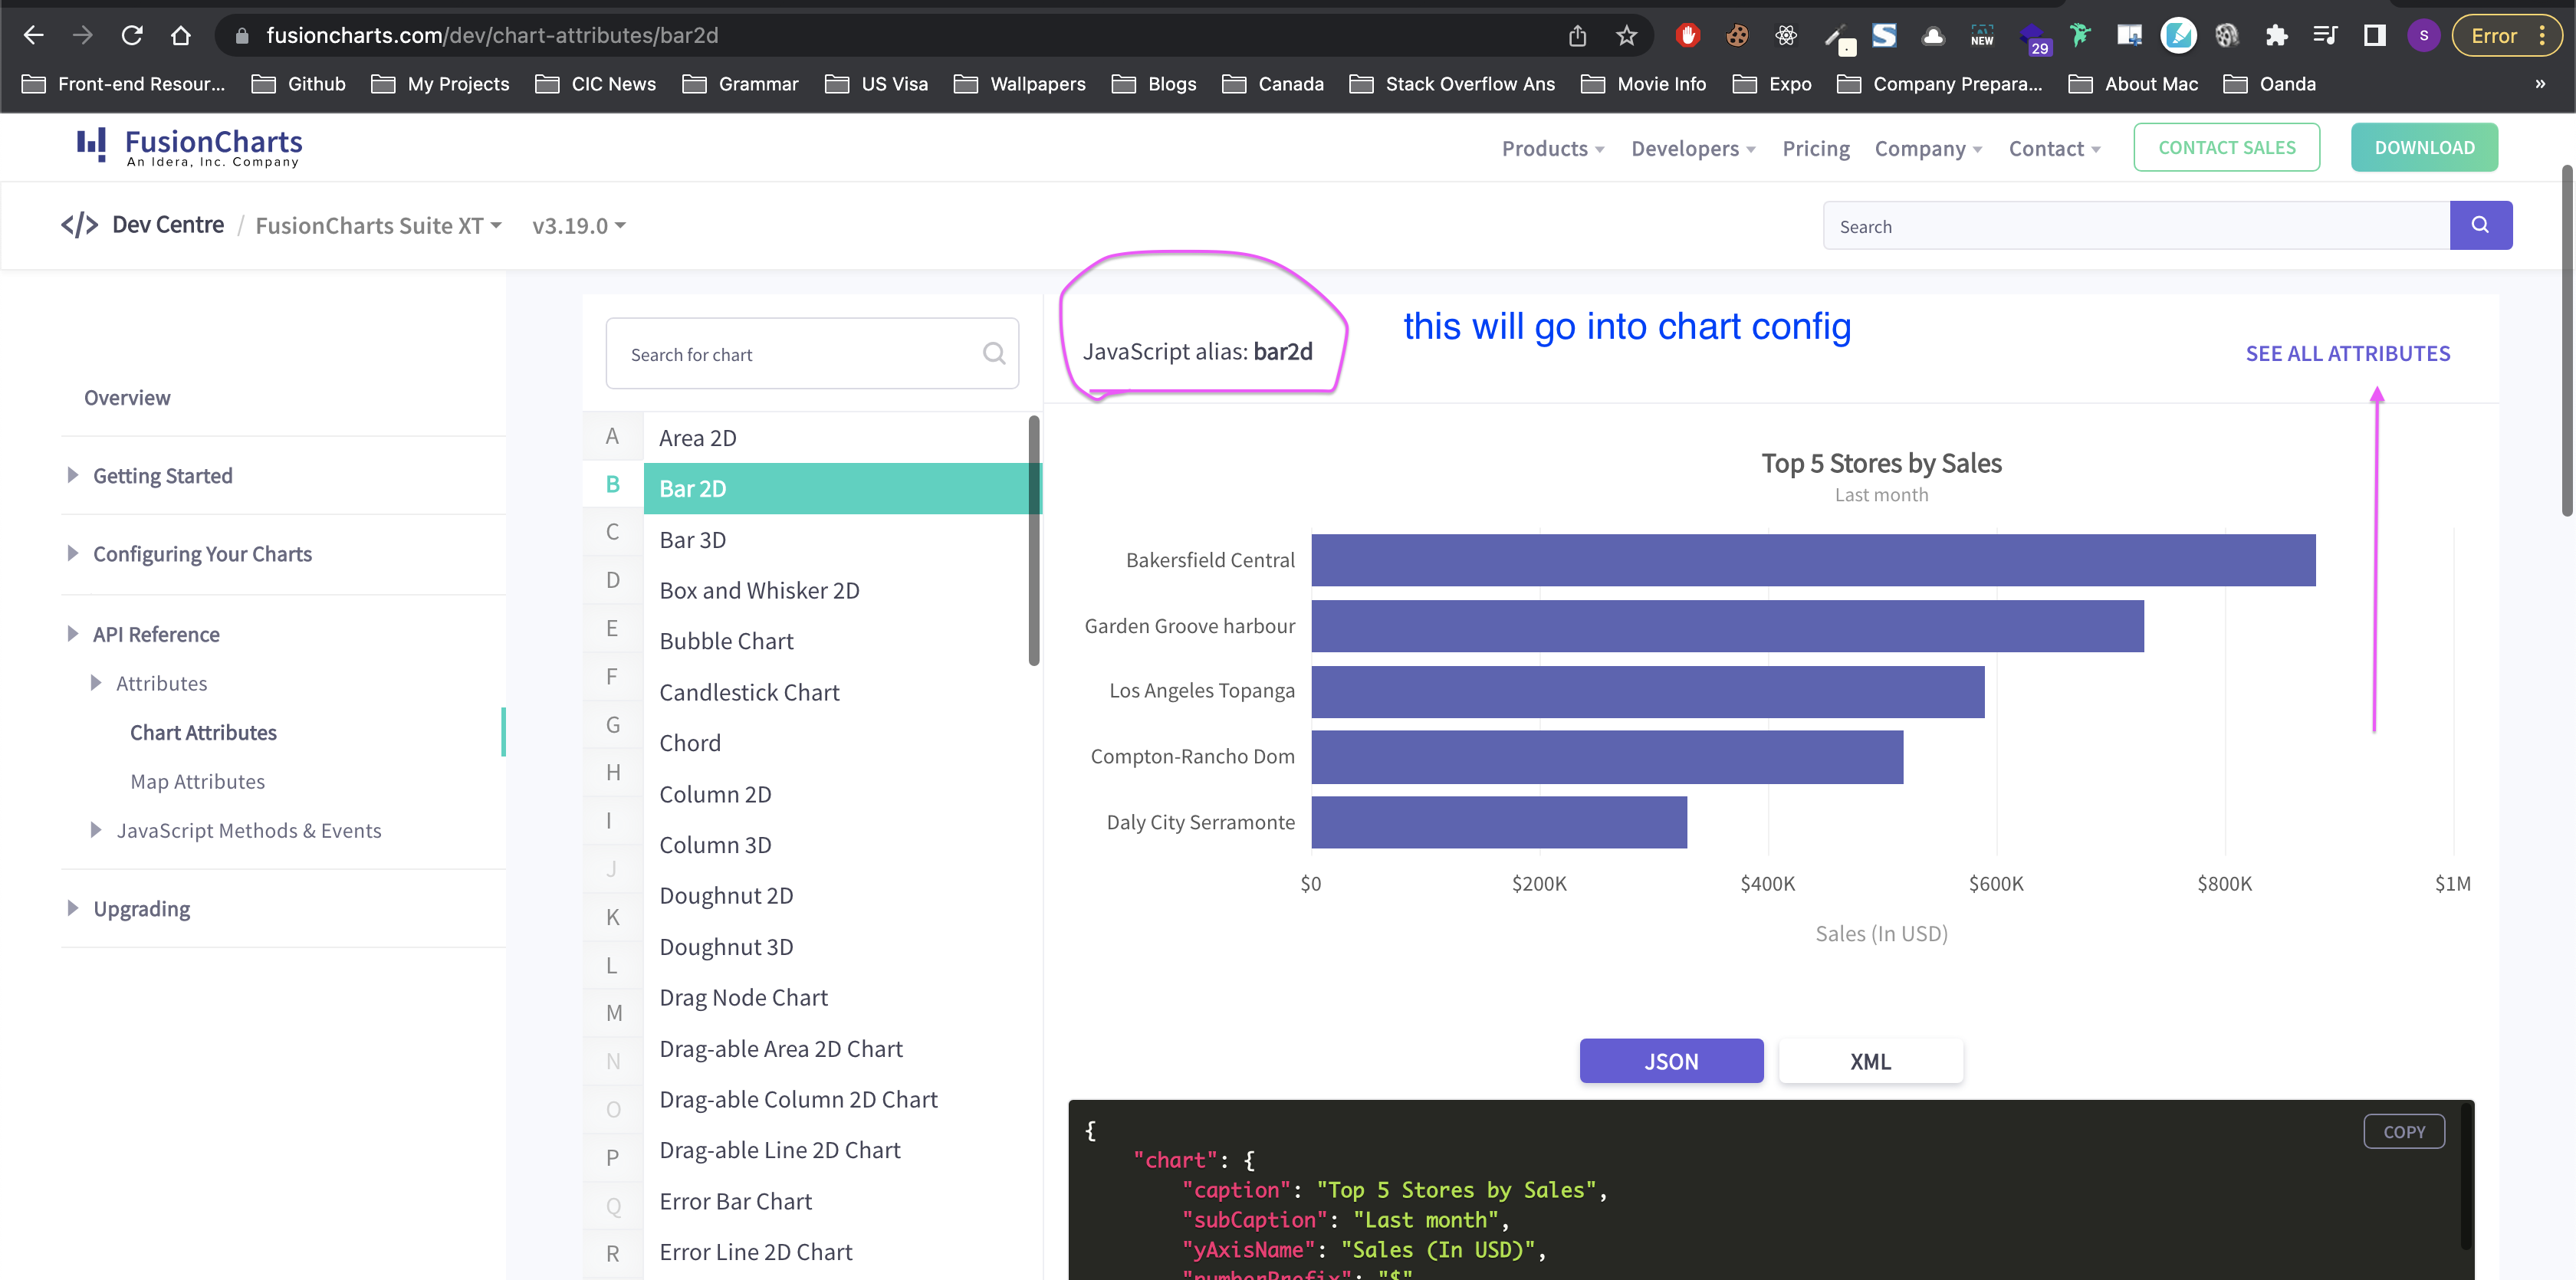 fusioncharts.com/dev/chart-attributes/bar2d
NEW
29
S
Error
Front-end Resour...
Github
My Projects
CIC News
Grammar
US Visa
Wallpapers
Blogs
Canada
Stack Overflow Ans
Movie Info
Expo
Company Prepara...
About Mac
Oanda
»
FusionCharts
An Idera, Inc. Company
Products
Developers
Pricing
Company
Contact
CONTACT SALES
DOWNLOAD
</> Dev Centre / FusionCharts Suite XT
v3.19.0
Search
Overview
Getting Started
Configuring Your Charts
API Reference
Attributes
Chart Attributes
Map Attributes
JavaScript Methods & Events
Upgrading
Search for chart
A
B
C
D
E
F
G
H
I
J
K
L
M
N
O
P
Q
R
Area 2D
Bar 2D
Bar 3D
Box and Whisker 2D
Bubble Chart
Candlestick Chart
Chord
Column 2D
Column 3D
Doughnut 2D
Doughnut 3D
Drag Node Chart
Drag-able Area 2D Chart
Drag-able Column 2D Chart
Drag-able Line 2D Chart
Error Bar Chart
Error Line 2D Chart
JavaScript alias: bar2d
this will go into chart config
SEE ALL ATTRIBUTES
Top 5 Stores by Sales
Last month
Bakersfield Central
Garden Groove harbour
Los Angeles Topanga
Compton-Rancho Dom
Daly City Serramonte
$0
$200K
$400K
$600K
$800K
$1M
Sales (In USD)
JSON
XML
COPY
{
"chart": {
"caption": "Top 5 Stores by Sales",
"subCaption": "Last month",
"yAxisName": "Sales (In USD)",
"numberPrefix": "$"